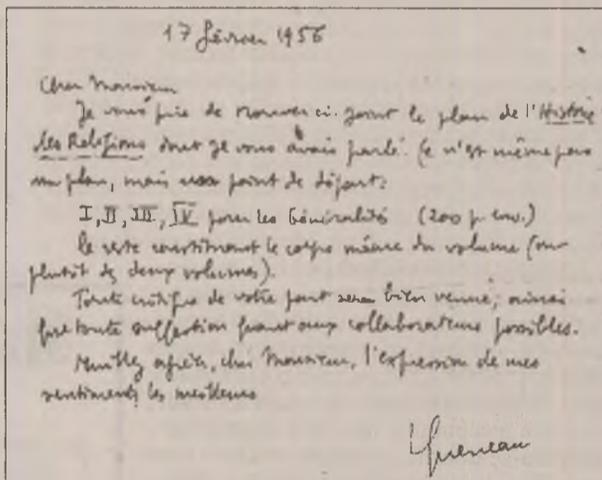 17 février 1956
Cher Monsieur
Je vous prie de trouver ci-joint le plan de l'Histoire
des Religions dont je vous avais parlé. Ce n'est même pas
un plan, mais un point de départ:
I, II, III, IV pour les Généralités (200 p. env.)
le reste constituant le corps même du volume (ou
plutôt des deux volumes).
Toute critique de votre part sera bien venue, ainsi
que toute suggestion quant aux collaborateurs possibles.
Veuillez agréer, cher Monsieur, l'expression de mes
sentiments les meilleurs
Queneau